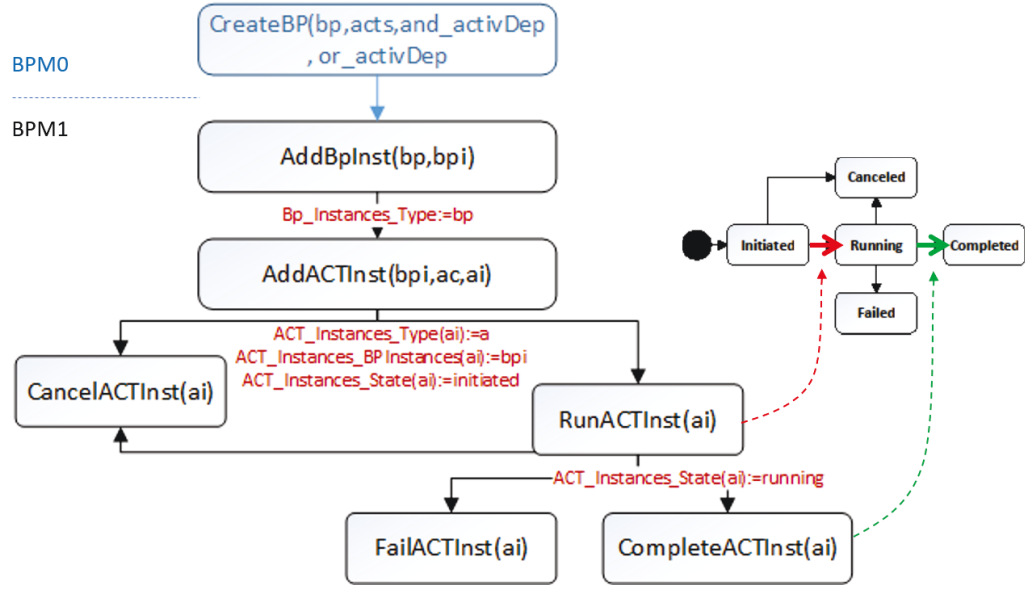 CreateBP(bp,acts,and_activDep
, or_activDep
BPM0
BPM1
AddBpInst(bp,bpi)
Bp_Instances_Type:=bp
AddACTInst(bpi,ac,ai)
ACT_Instances_Type(ai):=a
ACT_Instances_BPInstances(ai):=bpi
ACT_Instances_State(ai):=initiated
CancelACTInst(ai)
RunACTInst(ai)
ACT_Instances_State(ai):=running
FailACTInst(ai)
CompleteACTInst(ai)
Canceled
Initiated
Running
Completed
Failed